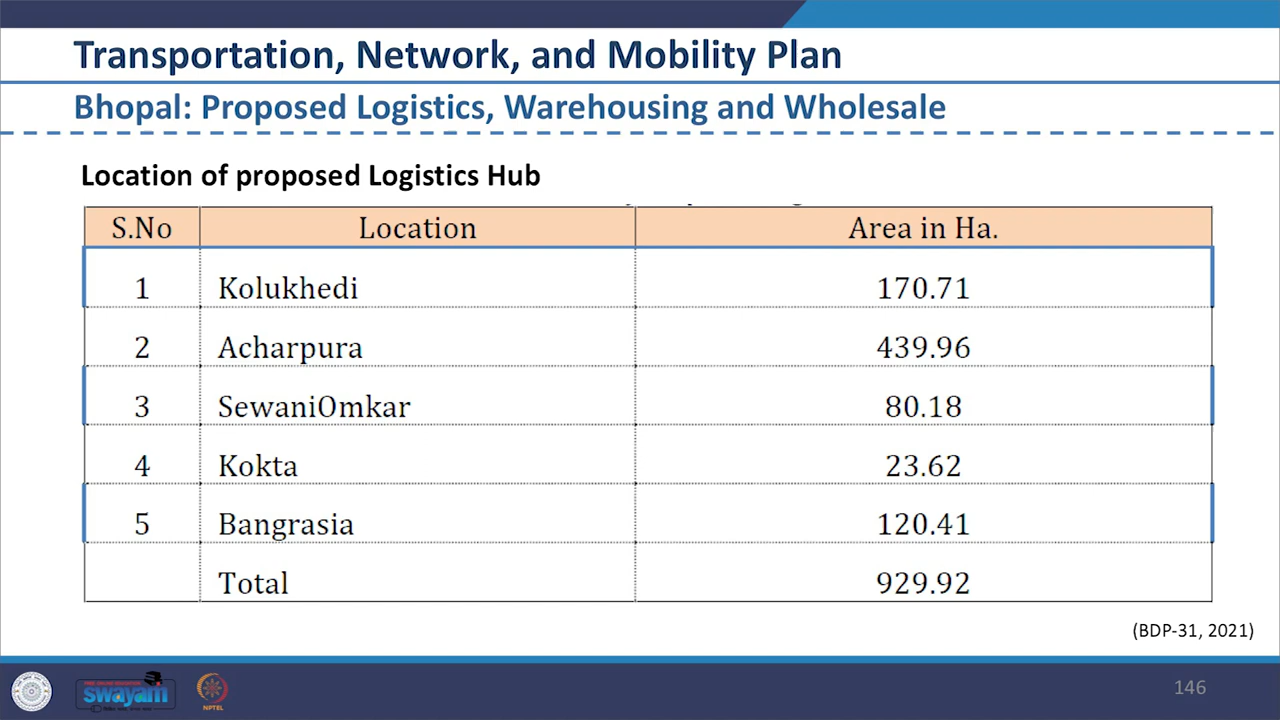 Transportation, Network, and Mobility Plan
Bhopal: Proposed Logistics, Warehousing and Wholesale
Location of proposed Logistics Hub
S.No Location Area in Ha.
1 Kolukhedi 170.71
2 Acharpura 439.96
3 SewaniOmkar 80.18
4 Kokta 23.62
5 Bangrasia 120.41
Total 929.92
(BDP-31, 2021)
swayam
NPTEL
146